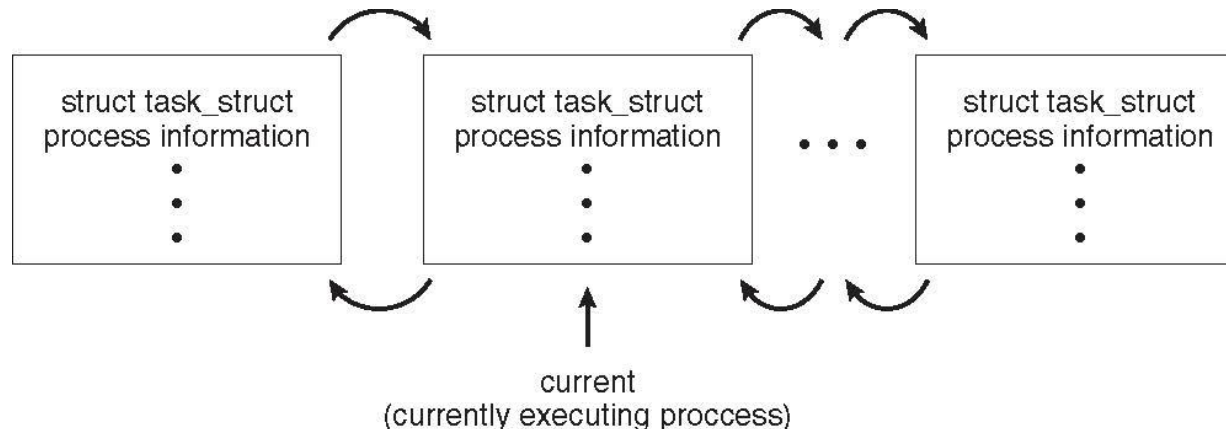 struct task_struct
process information
struct task_struct
process information
struct task_struct
process information
current
(currently executing proccess)